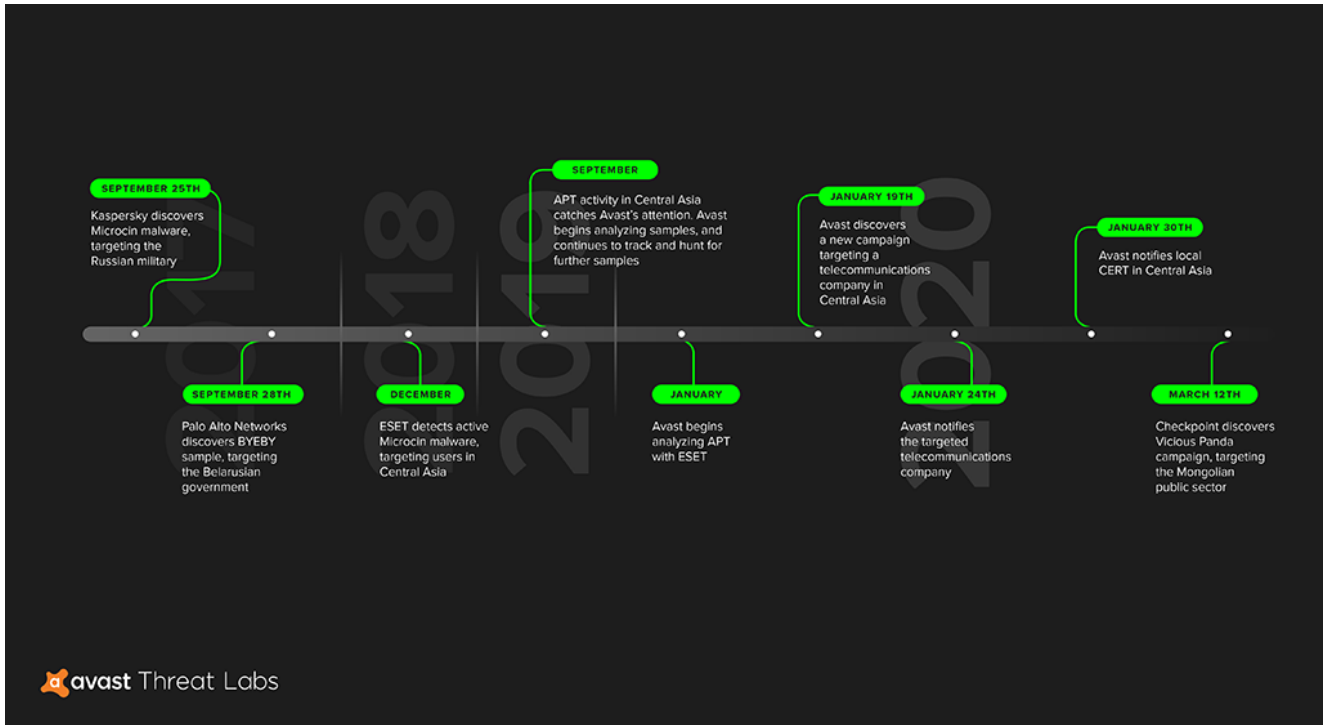 SEPTEMBER 25TH
Kaspersky discovers
Microcin malware,
targeting the
Russian military
2017
SEPTEMBER 28TH
Palo Alto Networks
discovers BYEBY
sample, targeting
the Belarusian
government
2018
DECEMBER
ESET detects active
Microcin malware,
targeting users in
Central Asia
2019
SEPTEMBER
APT activity in Central Asia
catches Avast's attention. Avast
begins analyzing samples, and
continues to track and hunt for
further samples
JANUARY
Avast begins
analyzing APT
with ESET
2020
JANUARY 19TH
Avast discovers
a new campaign
targeting a
telecommunications
company in
Central Asia
JANUARY 24TH
Avast notifies
the targeted
telecommunications
company
JANUARY 30TH
Avast notifies local
CERT in Central Asia
MARCH 12TH
Checkpoint discovers
Vicious Panda
campaign, targeting
the Mongolian
public sector
avast Threat Labs